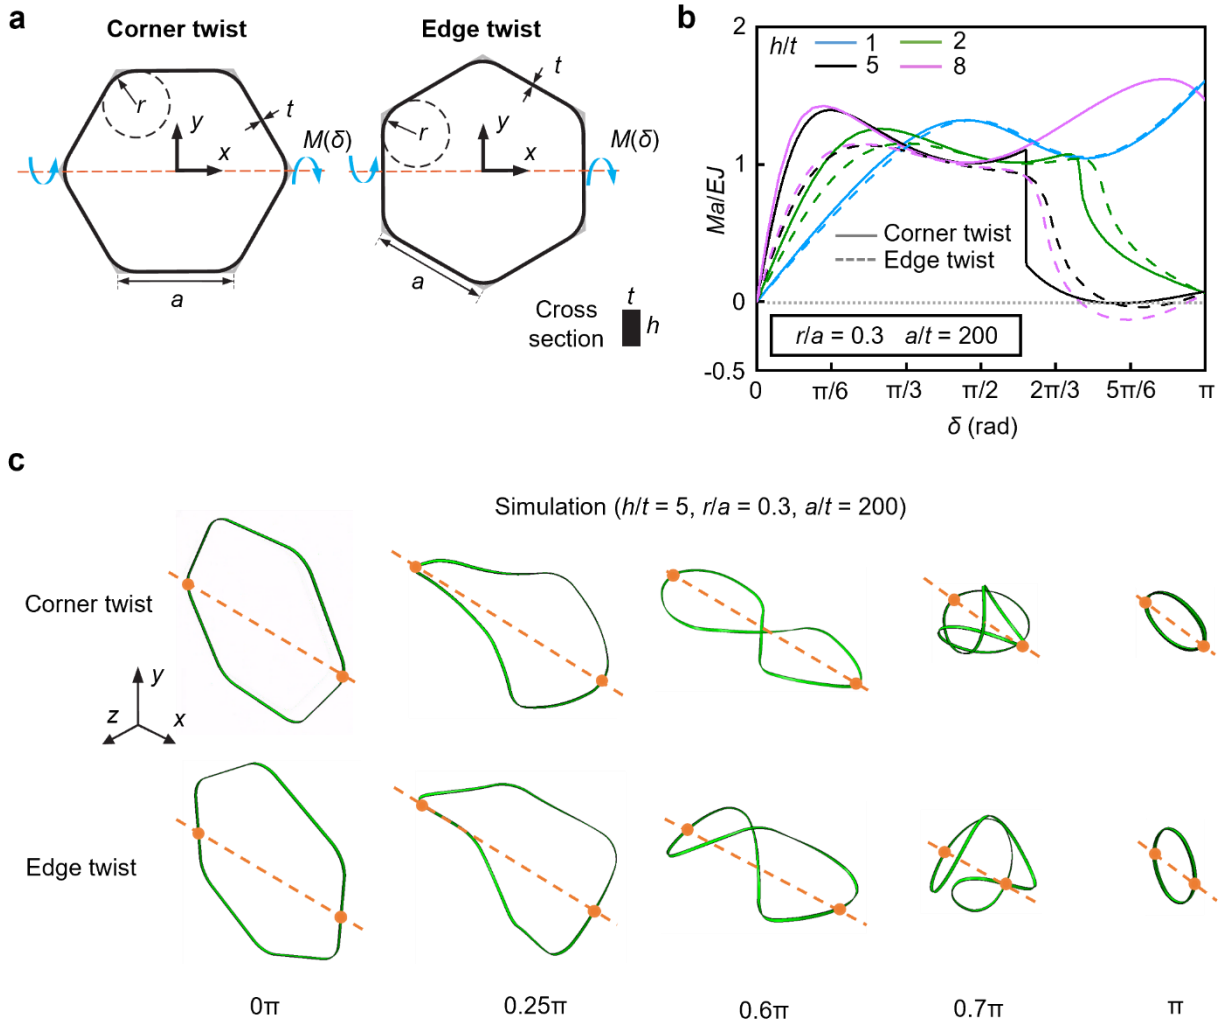 a
Corner twist
Edge twist
r
t
y
x
M(δ)
a
r
t
y
x
M(δ)
a
Cross
section
t
h
b
2
1
0
-0.5
Ma/EJ
h/t
1
2
5
8
Corner twist
Edge twist
r/a = 0.3 a/t = 200
0
π/6
π/3
π/2
2π/3
5π/6
π
δ (rad)
c
Simulation (h/t = 5, r/a = 0.3, a/t = 200)
Corner twist
y
z
x
Edge twist
0π
0.25π
0.6π
0.7π
π